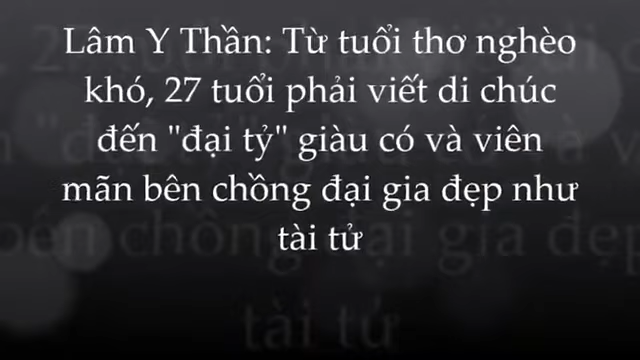 Lâm Y Thần: Từ tuổi thơ nghèo
khó, 27 tuổi phải viết di chúc
đến "đại tỷ" giàu có và viên
mãn bên chồng đại gia đẹp như
tài tử